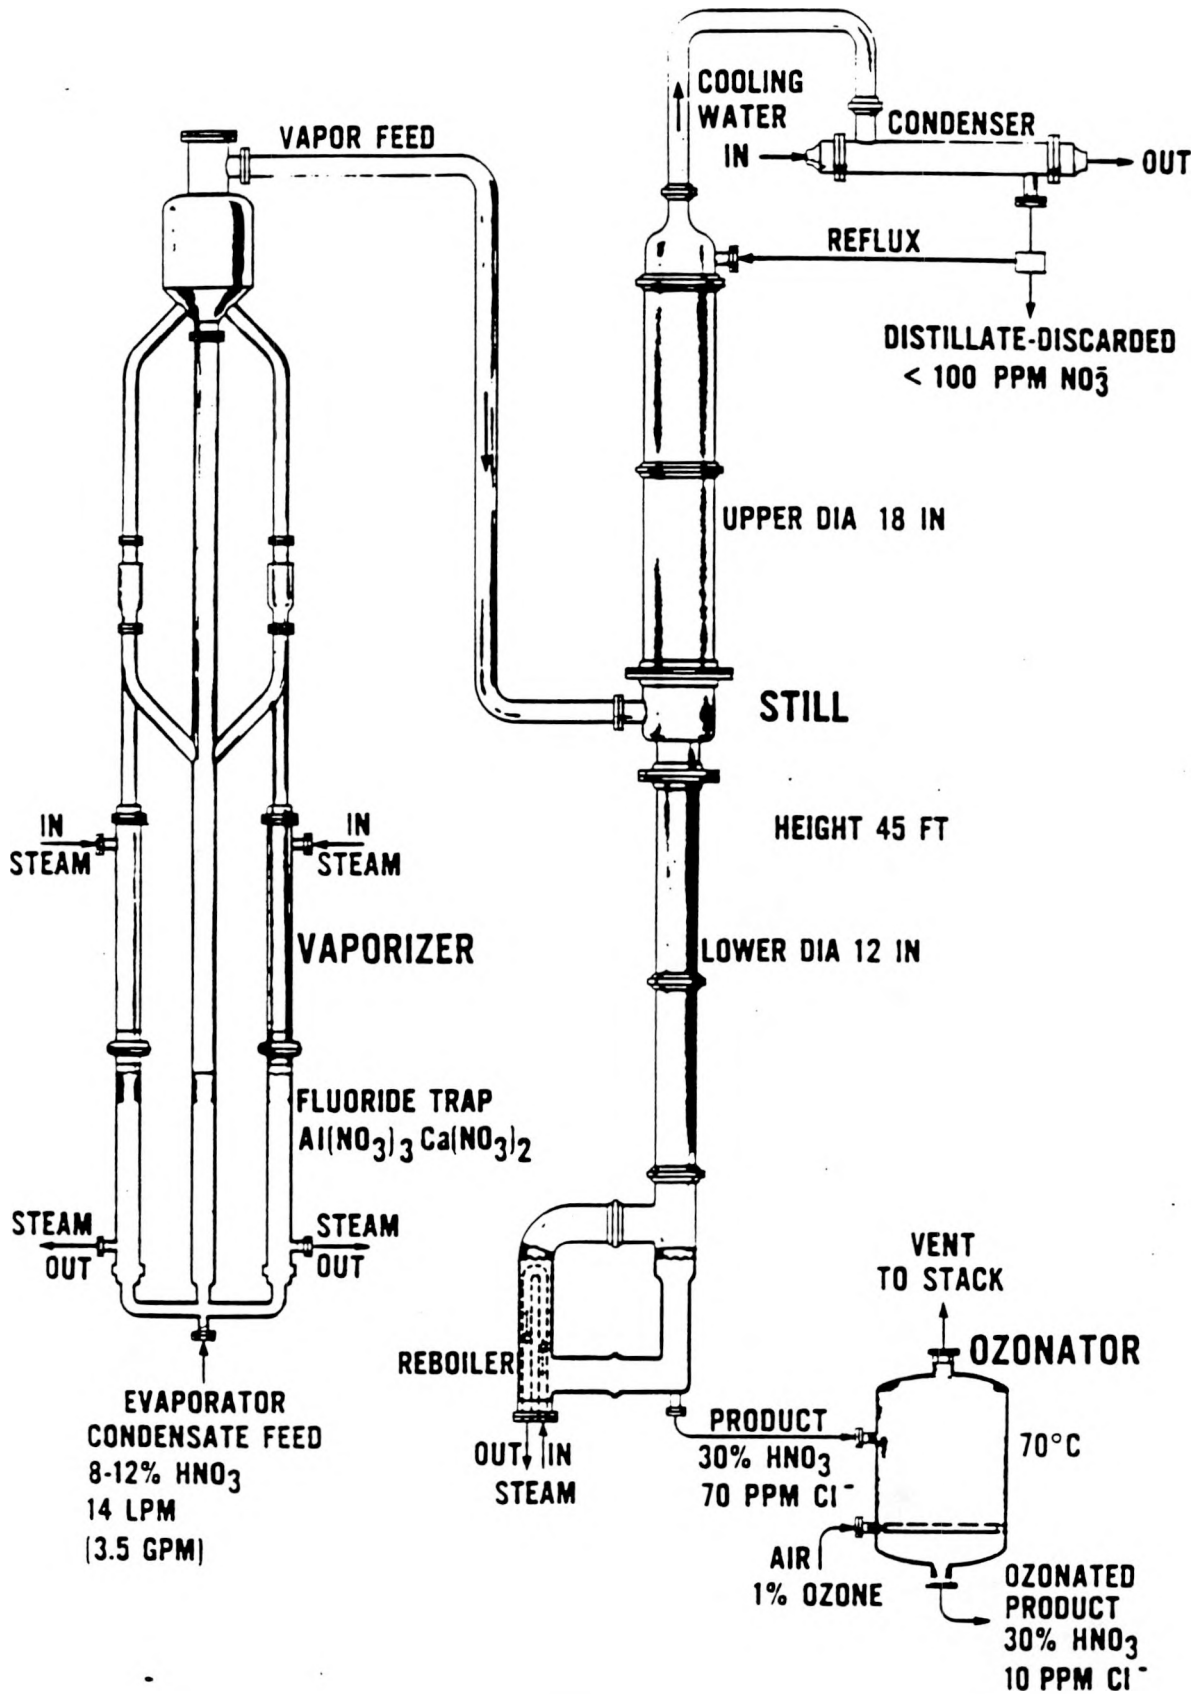 VAPOR FEED
COOLING
WATER
IN
CONDENSER
OUT
REFLUX
DISTILLATE-DISCARDED
< 100 PPM NO3̄
UPPER DIA 18 IN
STILL
HEIGHT 45 FT
LOWER DIA 12 IN
IN
STEAM
IN
STEAM
VAPORIZER
FLUORIDE TRAP
Al(NO3)3 Ca(NO3)2
STEAM
OUT
STEAM
OUT
EVAPORATOR
CONDENSATE FEED
8-12% HNO3
14 LPM
(3.5 GPM)
REBOILER
OUT IN
STEAM
PRODUCT
30% HNO3
70 PPM Cl-
VENT
TO STACK
OZONATOR
70°C
AIR
1% OZONE
OZONATED
PRODUCT
30% HNO3
10 PPM Cl-